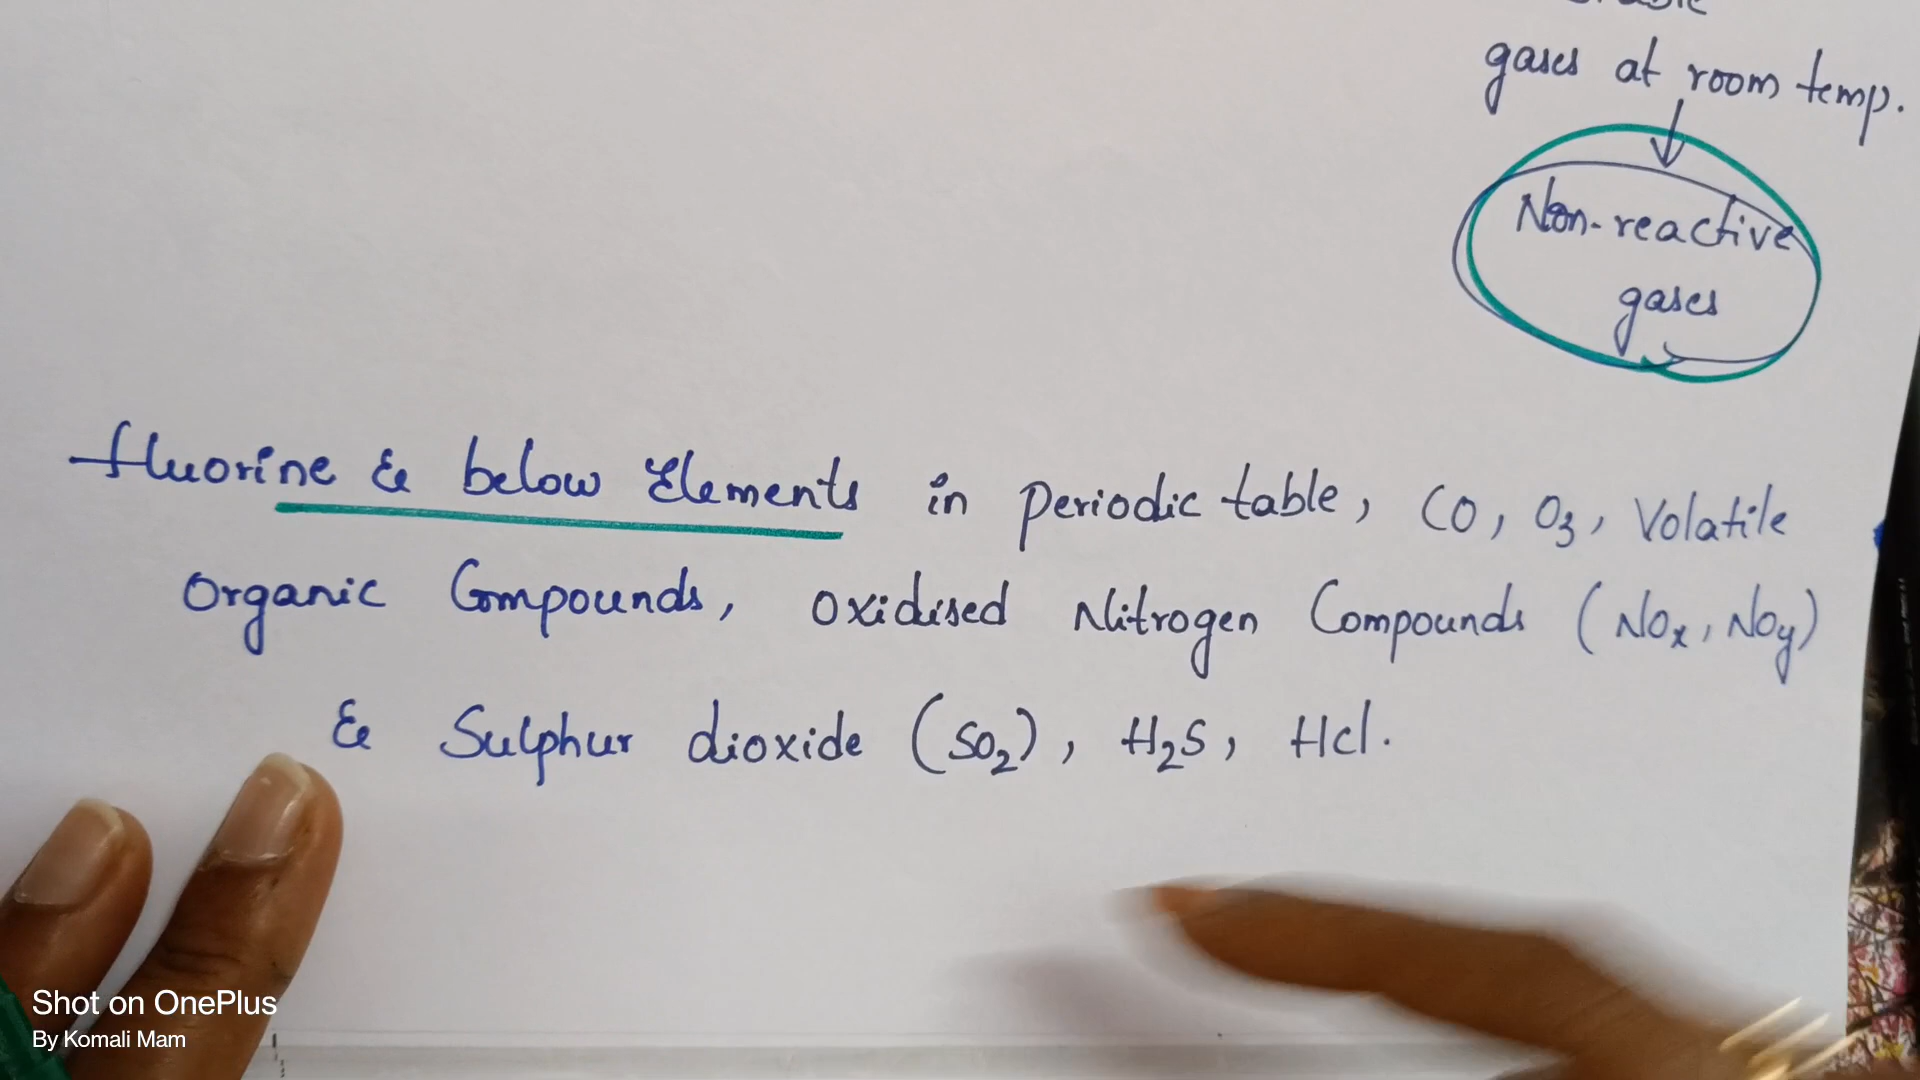 gases at room temp.
Non-reactive
gases
fluorine & below Elements in periodic table, CO, O3, Volatile
Organic Compounds, oxidised Nitrogen Compounds (NOx, NOy)
& Sulphur dioxide (SO2), H2S, Hcl.
Shot on OnePlus
By Komali Mam